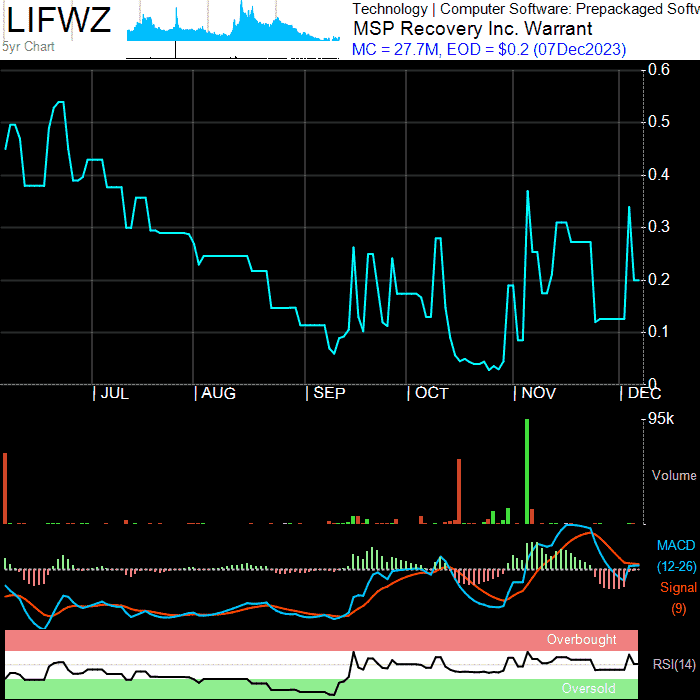 LIFWZ
5yr Chart
Technology | Computer Software: Prepackaged Softw
MSP Recovery Inc. Warrant
MC = 27.7M, EOD = $0.2 (07Dec2023)
0.6
0.5
0.4
0.3
0.2
0.1
0
| JUL | AUG | SEP | OCT | NOV | DEC
95k
Volume
MACD
(12-26)
Signal
(9)
Overbought
RSI(14)
Oversold